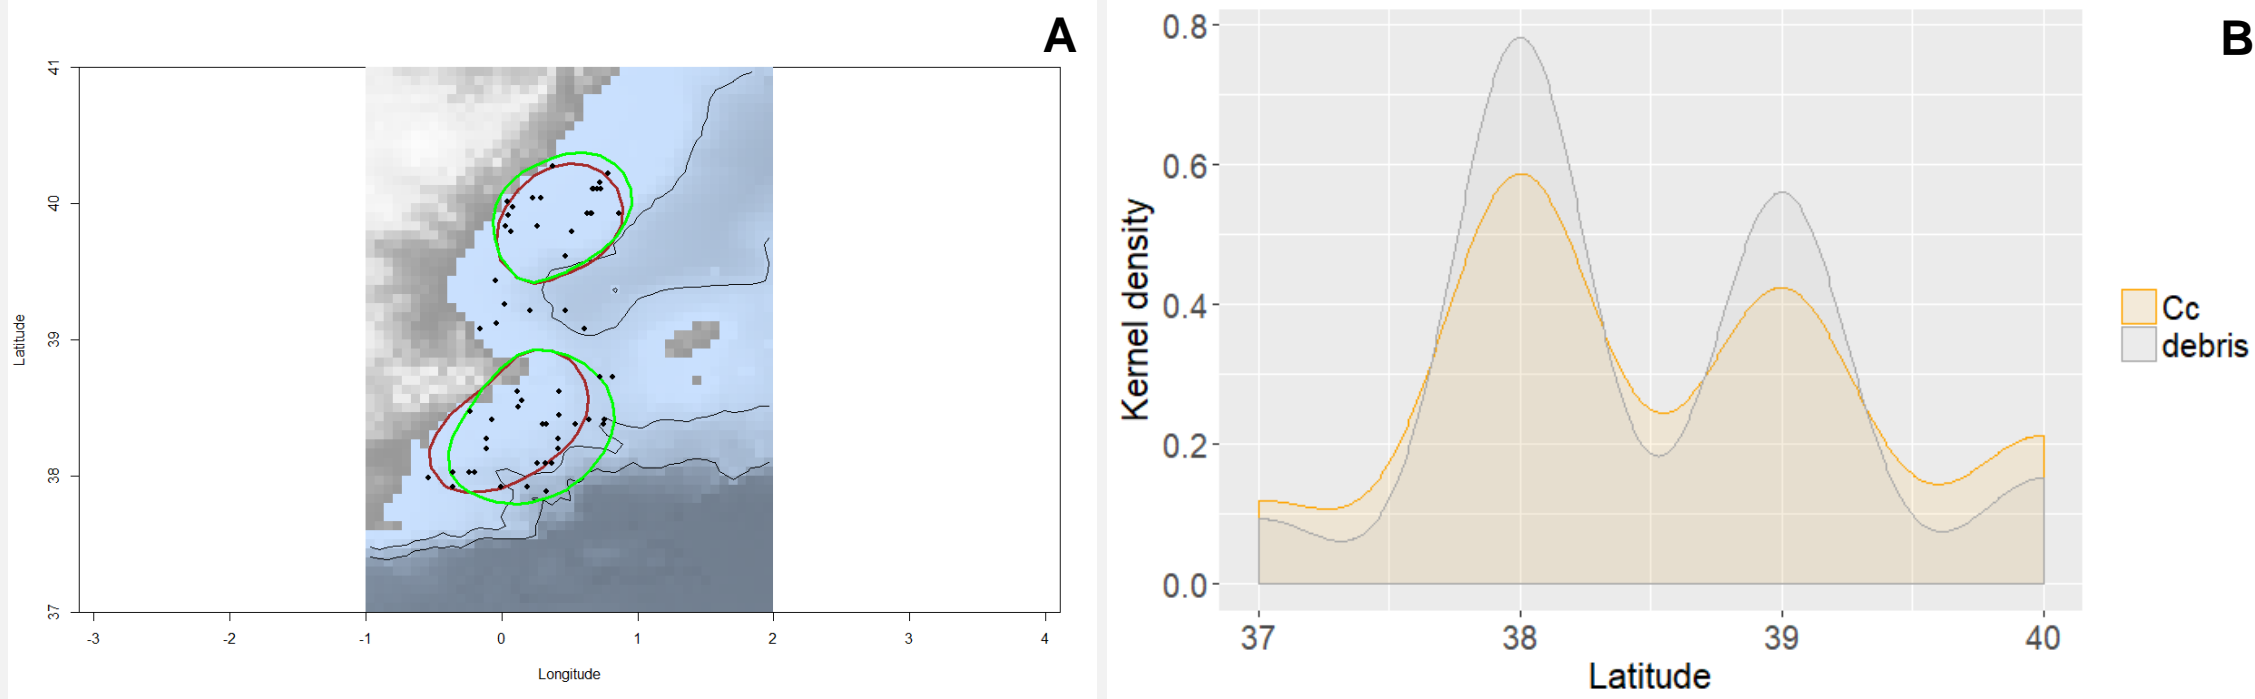 A
41
40
39
38
37
Latitude
-3 -2 -1 0 1 2 3 4
Longitude
B
0.8
0.6
0.4
0.2
0.0
Kernel density
37 38 39 40
Latitude
Cc
debris